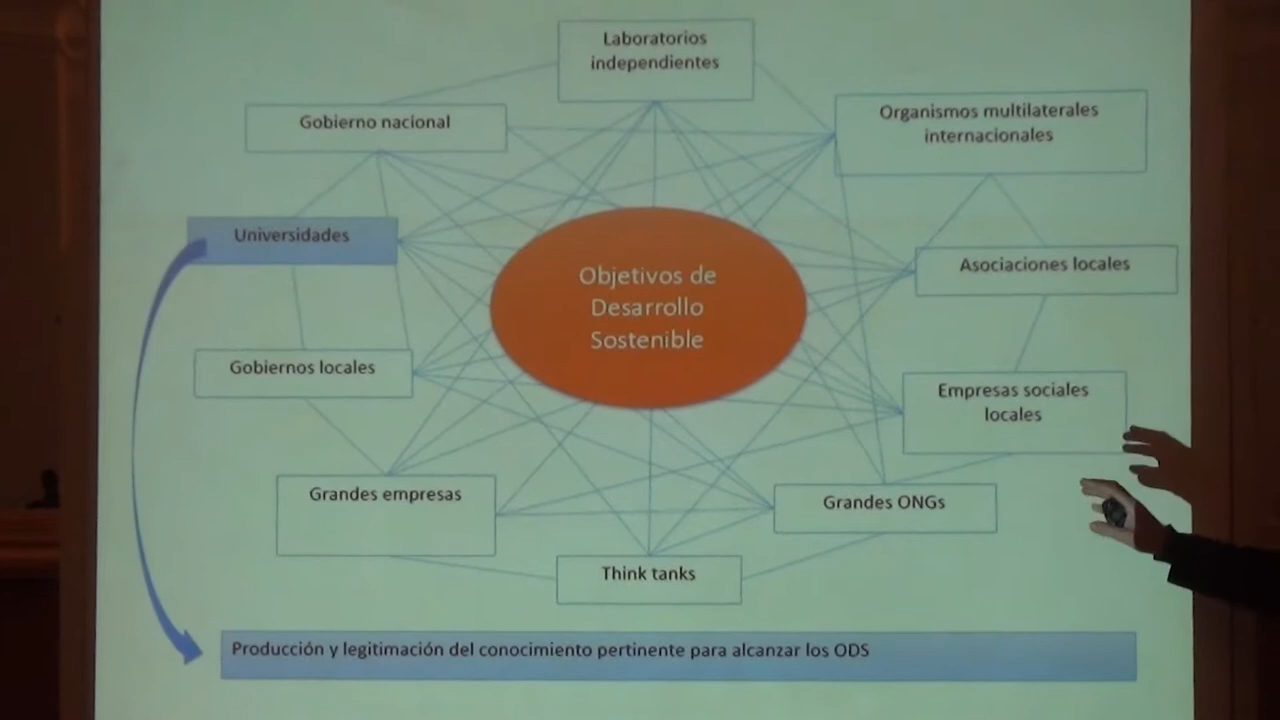 Laboratorios
independientes
Gobierno nacional
Organismos multilaterales
internacionales
Universidades
Asociaciones locales
Objetivos de
Desarrollo
Sostenible
Gobiernos locales
Empresas sociales
locales
Grandes empresas
Grandes ONGs
Think tanks
Producción y legitimación del conocimiento pertinente para alcanzar los ODS